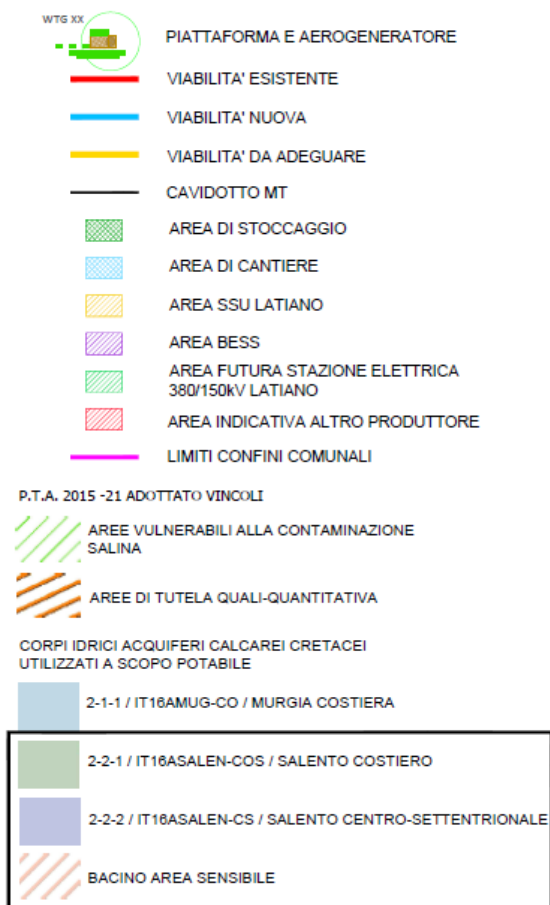 WTG XX
PIATTAFORMA E AEROGENERATORE
VIABILITA' ESISTENTE
VIABILITA' NUOVA
VIABILITA' DA ADEGUARE
CAVIDOTTO MT
AREA DI STOCCAGGIO
AREA DI CANTIERE
AREA SSU LATIANO
AREA BESS
AREA FUTURA STAZIONE ELETTRICA
380/150kV LATIANO
AREA INDICATIVA ALTRO PRODUTTORE
LIMITI CONFINI COMUNALI
P.T.A. 2015 -21 ADOTTATO VINCOLI
AREE VULNERABILI ALLA CONTAMINAZIONE
SALINA
AREE DI TUTELA QUALI-QUANTITATIVA
CORPI IDRICI ACQUIFERI CALCAREI CRETACEI
UTILIZZATI A SCOPO POTABILE
2-1-1 / IT16AMUG-CO / MURGIA COSTIERA
2-2-1 / IT16ASALEN-COS / SALENTO COSTIERO
2-2-2 / IT16ASALEN-CS / SALENTO CENTRO-SETTENTRIONALE
BACINO AREA SENSIBILE